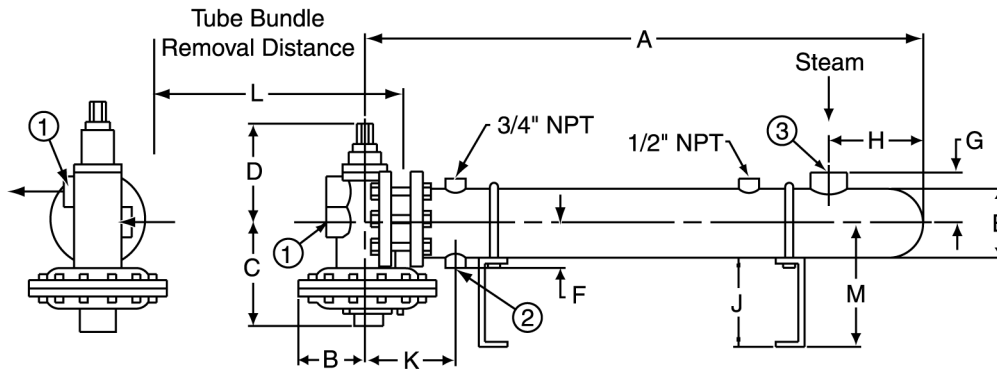 Tube Bundle
Removal Distance
A
Steam
L
1
3/4" NPT
1/2" NPT
3
H
G
D
E
1
C
F
2
J
M
B
K